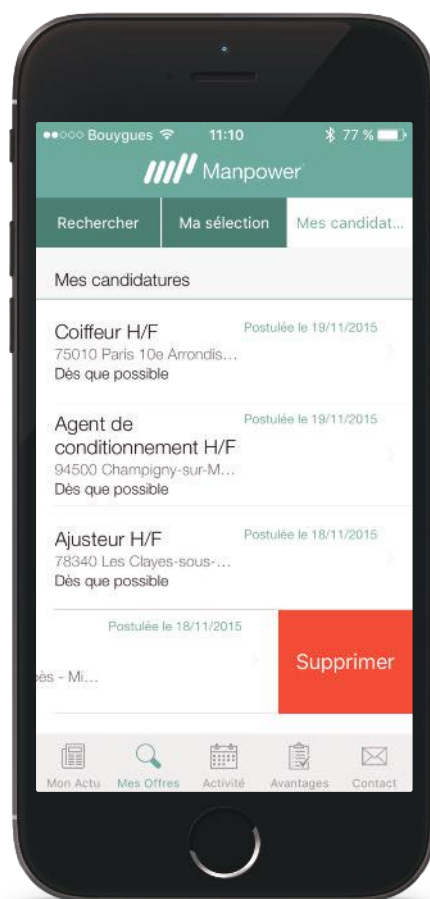 Bouygues 11:10 77 %
Manpower
Rechercher Ma sélection Mes candidat...
Mes candidatures
Coiffeur H/F Postulée le 19/11/2015
75010 Paris 10e Arrondis...
Dès que possible
Agent de Postulée le 19/11/2015
conditionnement H/F
94500 Champigny-sur-M...
Dès que possible
Ajusteur H/F Postulée le 18/11/2015
78340 Les Clayes-sous-...
Dès que possible
Postulée le 18/11/2015
Supprimer
- Mi...
Mon Actu Mes Offres Activité Avantages Contact